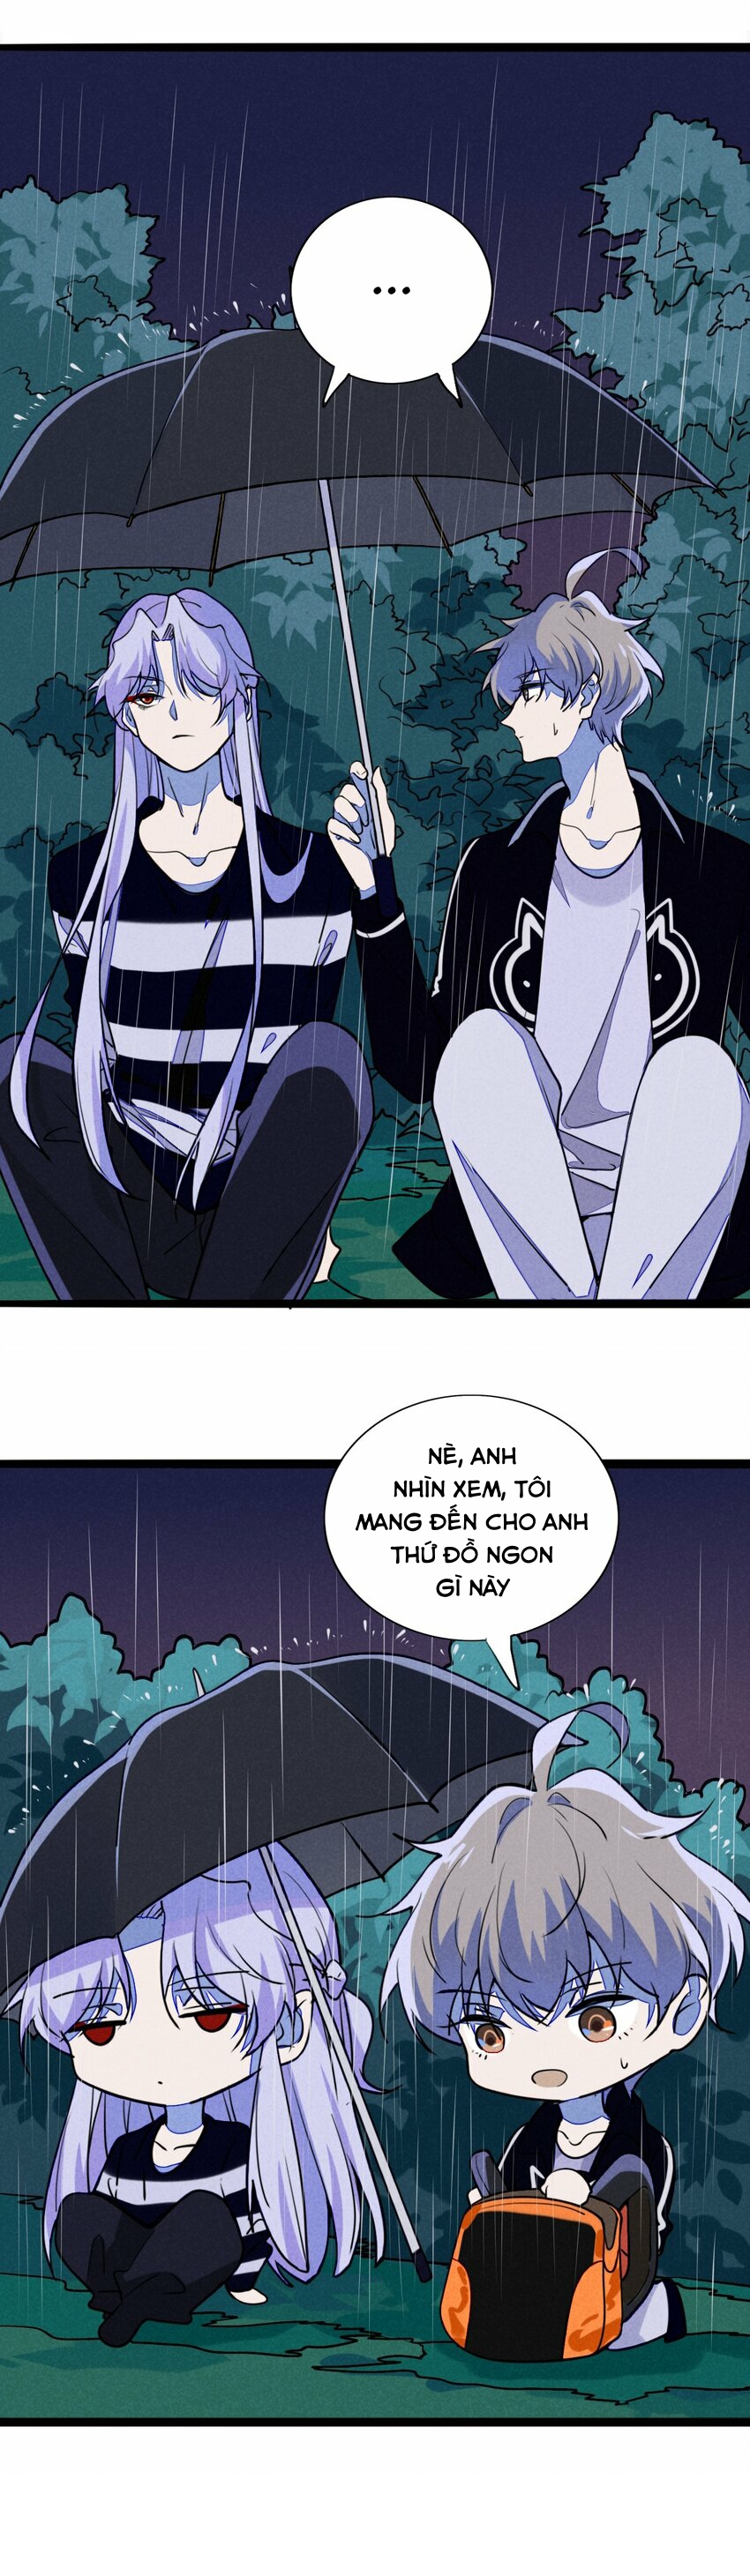 ...
NÈ, ANH
NHÌN XEM, TÔI
MANG ĐẾN CHO ANH
THỨ ĐỒ NGON
GÌ NÀY